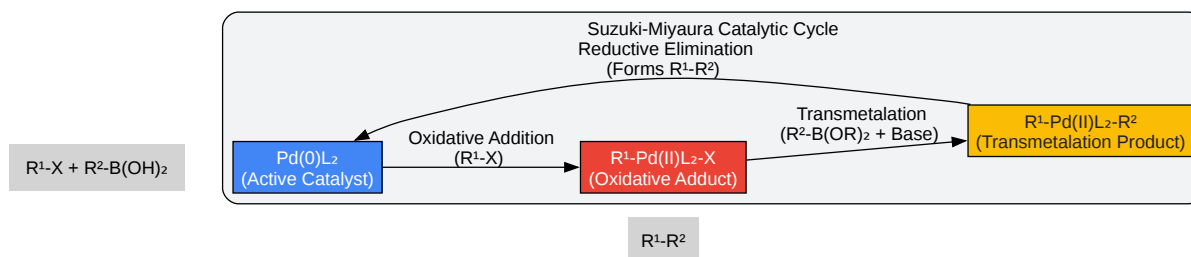 Suzuki-Miyaura Catalytic Cycle
Reductive Elimination
(Forms R¹-R²)
R¹-X + R²-B(OH)₂
Pd(0)L₂
(Active Catalyst)
Oxidative Addition
(R¹-X)
R¹-Pd(II)L₂-X
(Oxidative Adduct)
Transmetalation
(R²-B(OR)₂ + Base)
R¹-Pd(II)L₂-R²
(Transmetalation Product)
R¹-R²